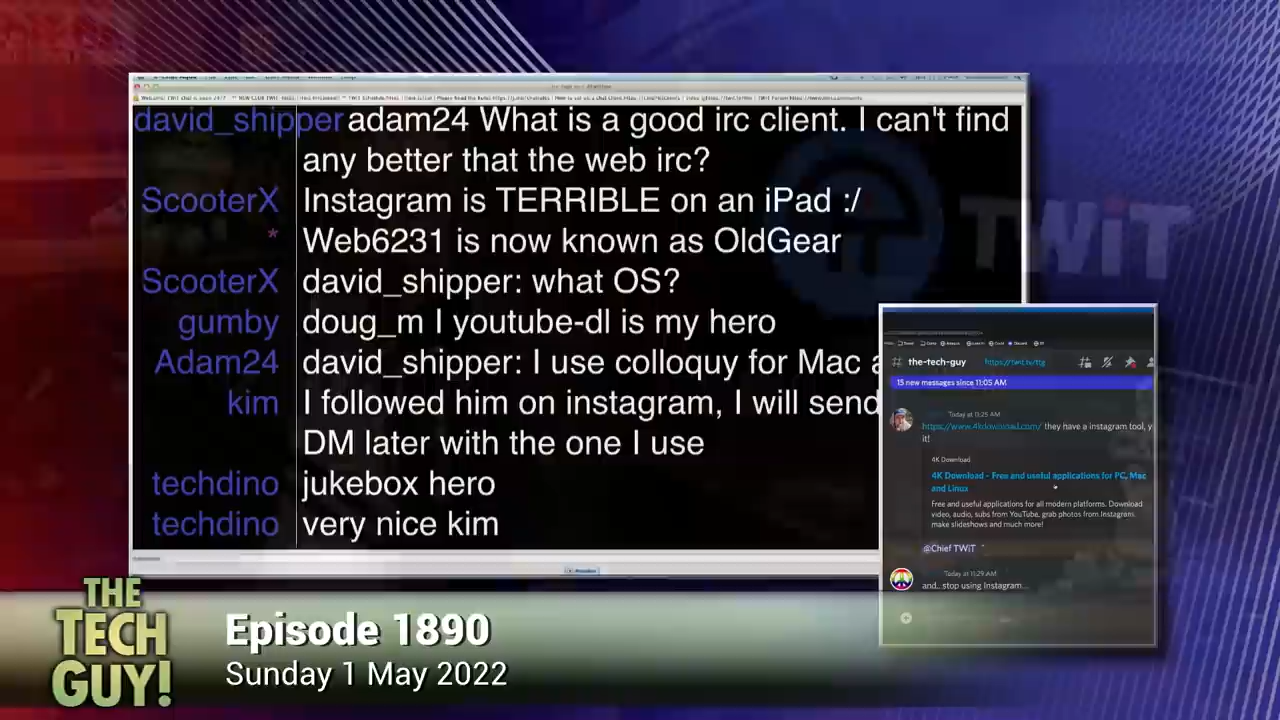 david_shipper adam24 What is a good irc client. I can't find
any better that the web irc?
ScooterX Instagram is TERRIBLE on an iPad :/
* Web6231 is now known as OldGear
ScooterX david_shipper: what OS?
gumby doug_m I youtube-dl is my hero
Adam24 david_shipper: I use colloquy for Mac a
kim I followed him on instagram, I will send
DM later with the one I use
techdino jukebox hero
techdino very nice kim
TWiT
# the-tech-guy https://twit.tv/ttg
15 new messages since 11:05 AM
Today at 11:25 AM
https://www.4kdownload.com/ they have a instagram tool, y
it!
4K Download
4K Download - Free and useful applications for PC, Mac
and Linux
Free and useful applications for all modern platforms. Download
video, audio, subs from YouTube, grab photos from Instagram,
make slideshows and much more!
@Chief TWiT
Today at 11:29 AM
and.. stop using Instagram...
THE
TECH
GUY!
Episode 1890
Sunday 1 May 2022